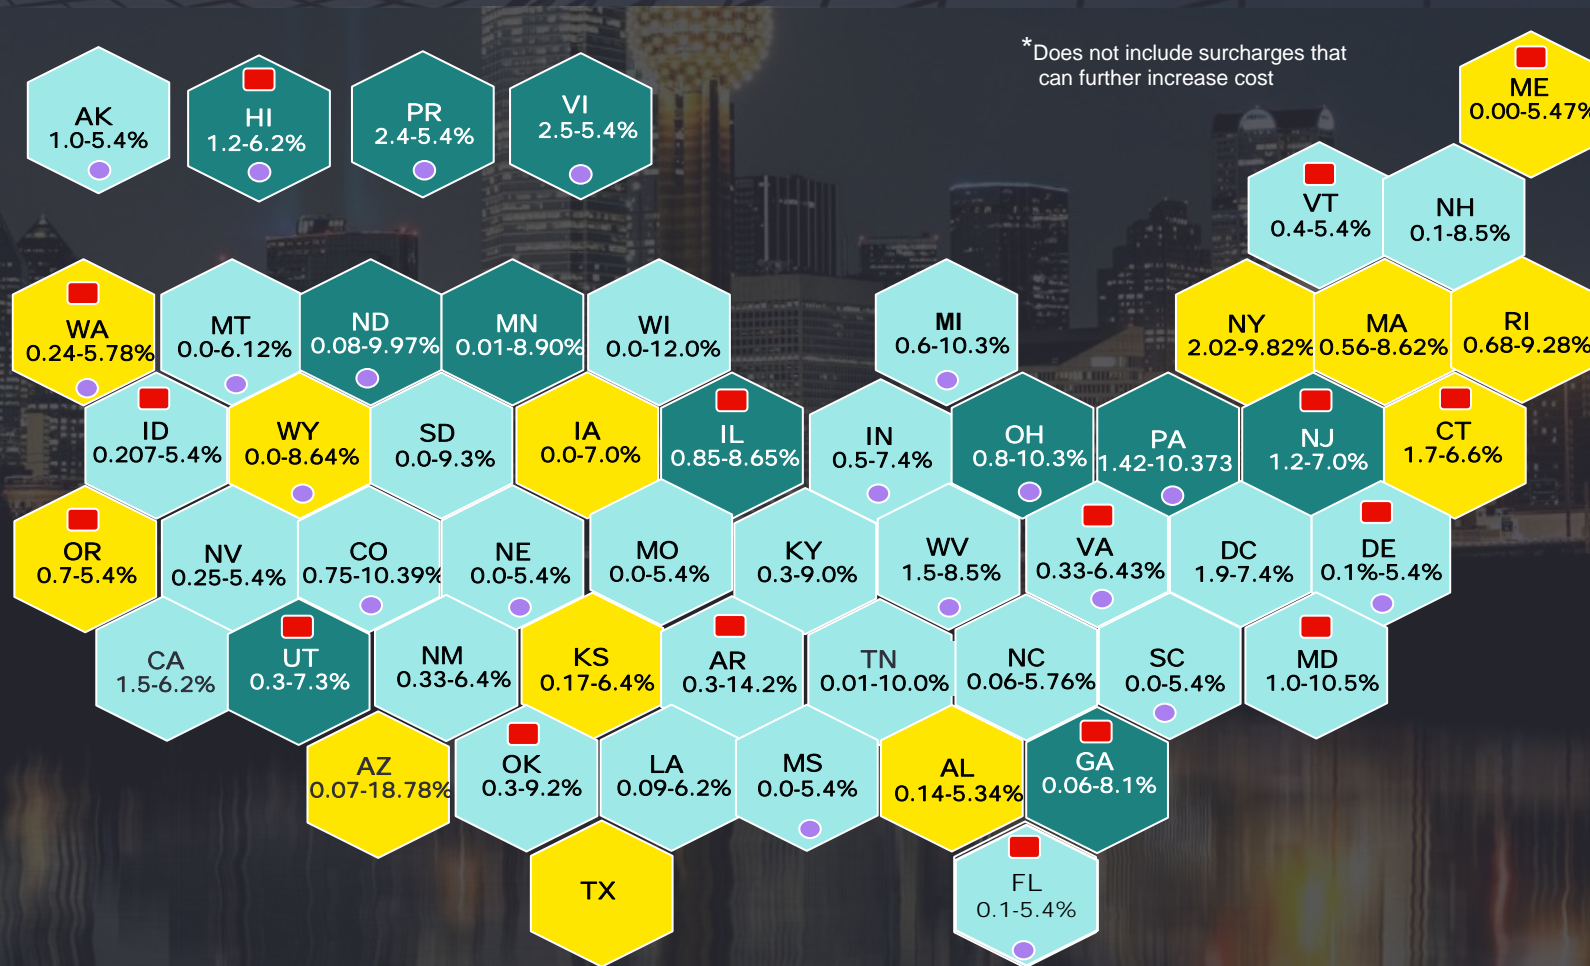 *Does not include surcharges that
can further increase cost
AK
1.0-5.4%
HI
1.2-6.2%
PR
2.4-5.4%
VI
2.5-5.4%
ME
0.00-5.47%
VT
0.4-5.4%
NH
0.1-8.5%
WA
0.24-5.78%
MT
0.0-6.12%
ND
0.08-9.97%
MN
0.01-8.90%
WI
0.0-12.0%
MI
0.6-10.3%
NY
2.02-9.82%
MA
0.56-8.62%
RI
0.68-9.28%
ID
0.207-5.4%
WY
0.0-8.64%
SD
0.0-9.3%
IA
0.0-7.0%
IL
0.85-8.65%
IN
0.5-7.4%
OH
0.8-10.3%
PA
1.42-10.373
NJ
1.2-7.0%
CT
1.7-6.6%
OR
0.7-5.4%
NV
0.25-5.4%
CO
0.75-10.39%
NE
0.0-5.4%
MO
0.0-5.4%
KY
0.3-9.0%
WV
1.5-8.5%
VA
0.33-6.43%
DC
1.9-7.4%
DE
0.1%-5.4%
CA
1.5-6.2%
UT
0.3-7.3%
NM
0.33-6.4%
KS
0.17-6.4%
AR
0.3-14.2%
TN
0.01-10.0%
NC
0.06-5.76%
SC
0.0-5.4%
MD
1.0-10.5%
AZ
0.07-18.78%
OK
0.3-9.2%
LA
0.09-6.2%
MS
0.0-5.4%
AL
0.14-5.34%
GA
0.06-8.1%
TX
FL
0.1-5.4%